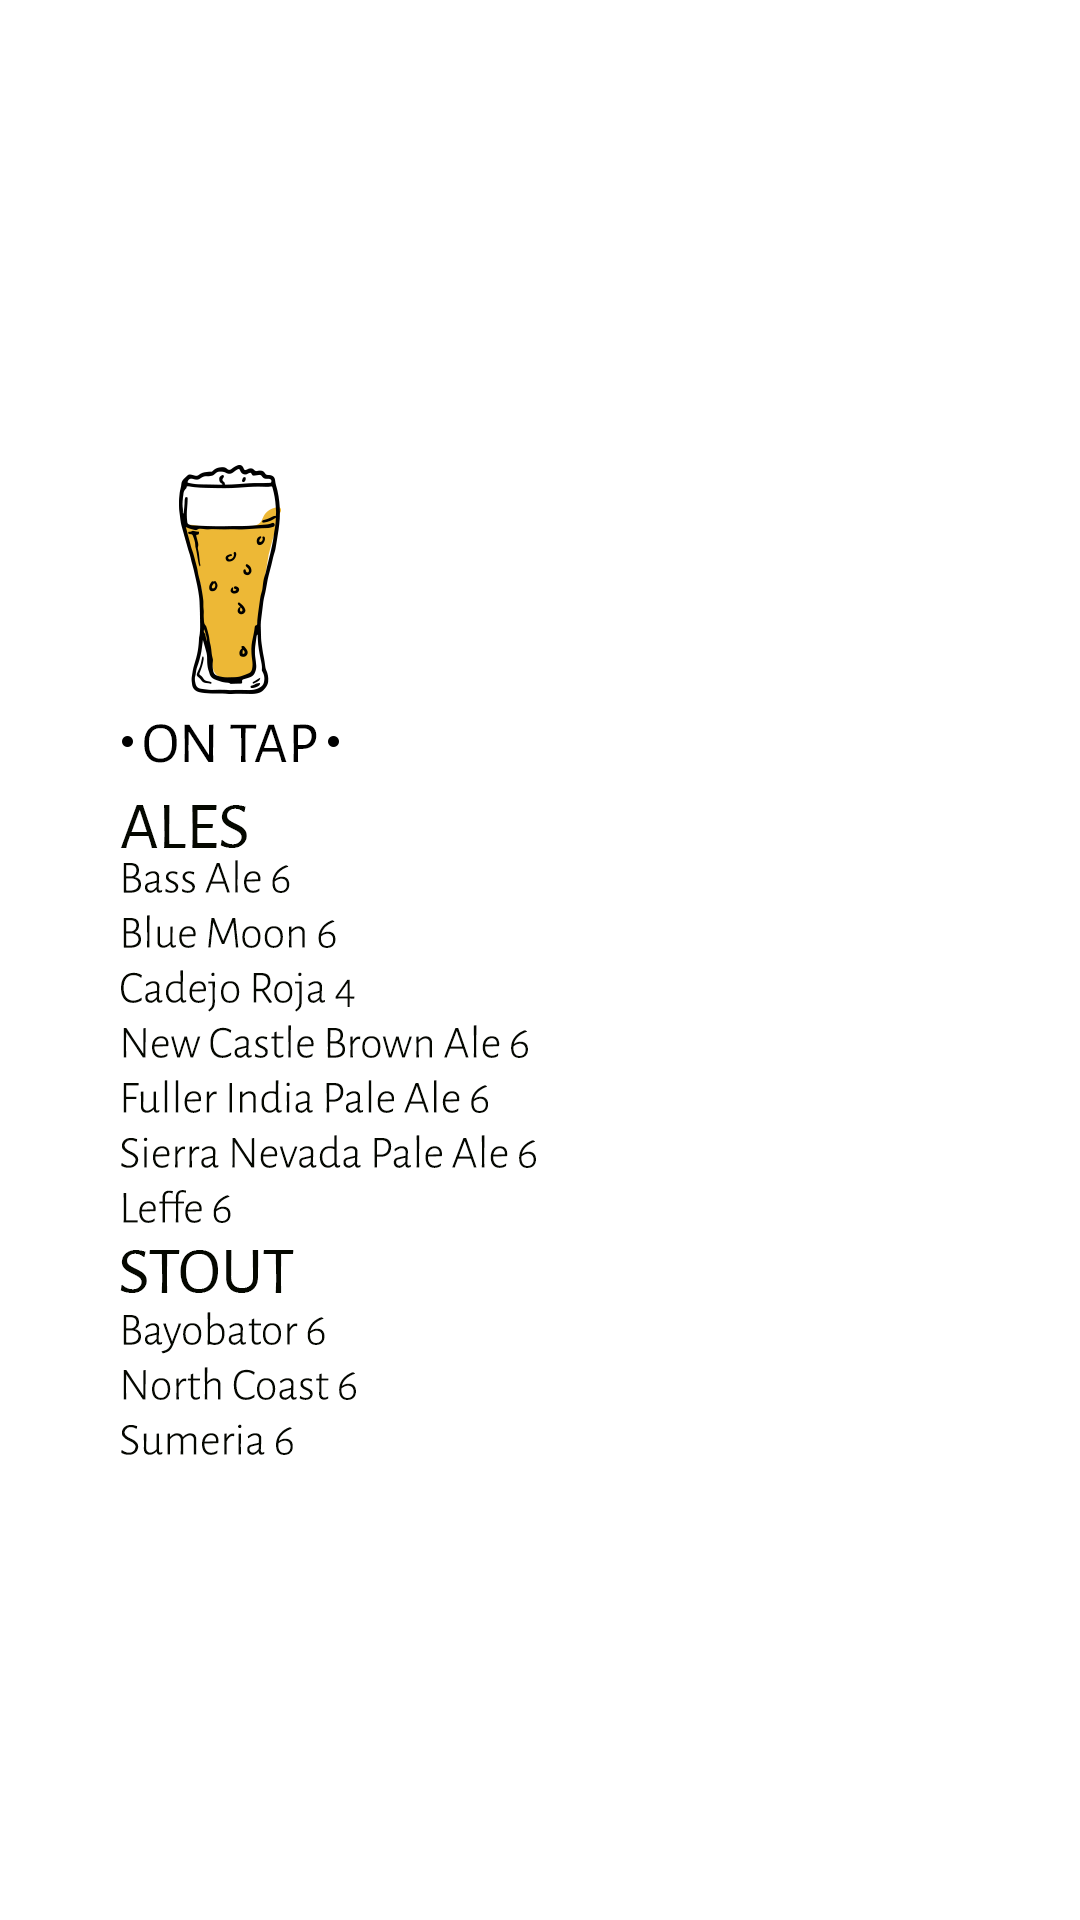 • ON TAP •
ALES
Bass Ale 6
Blue Moon 6
Cadejo Roja 4
New Castle Brown Ale 6
Fuller India Pale Ale 6
Sierra Nevada Pale Ale 6
Leffe 6
STOUT
Bayobator 6
North Coast 6
Sumeria 6